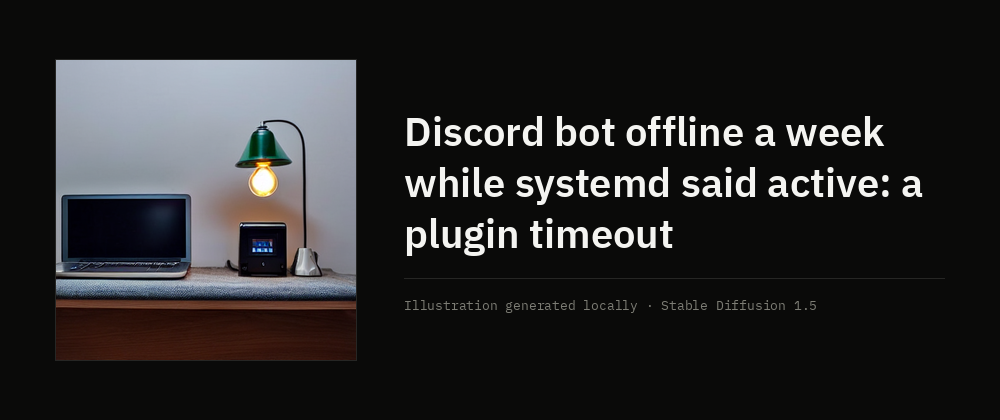 Discord bot offline a week
while systemd said active: a
plugin timeout
Illustration generated locally · Stable Diffusion 1.5